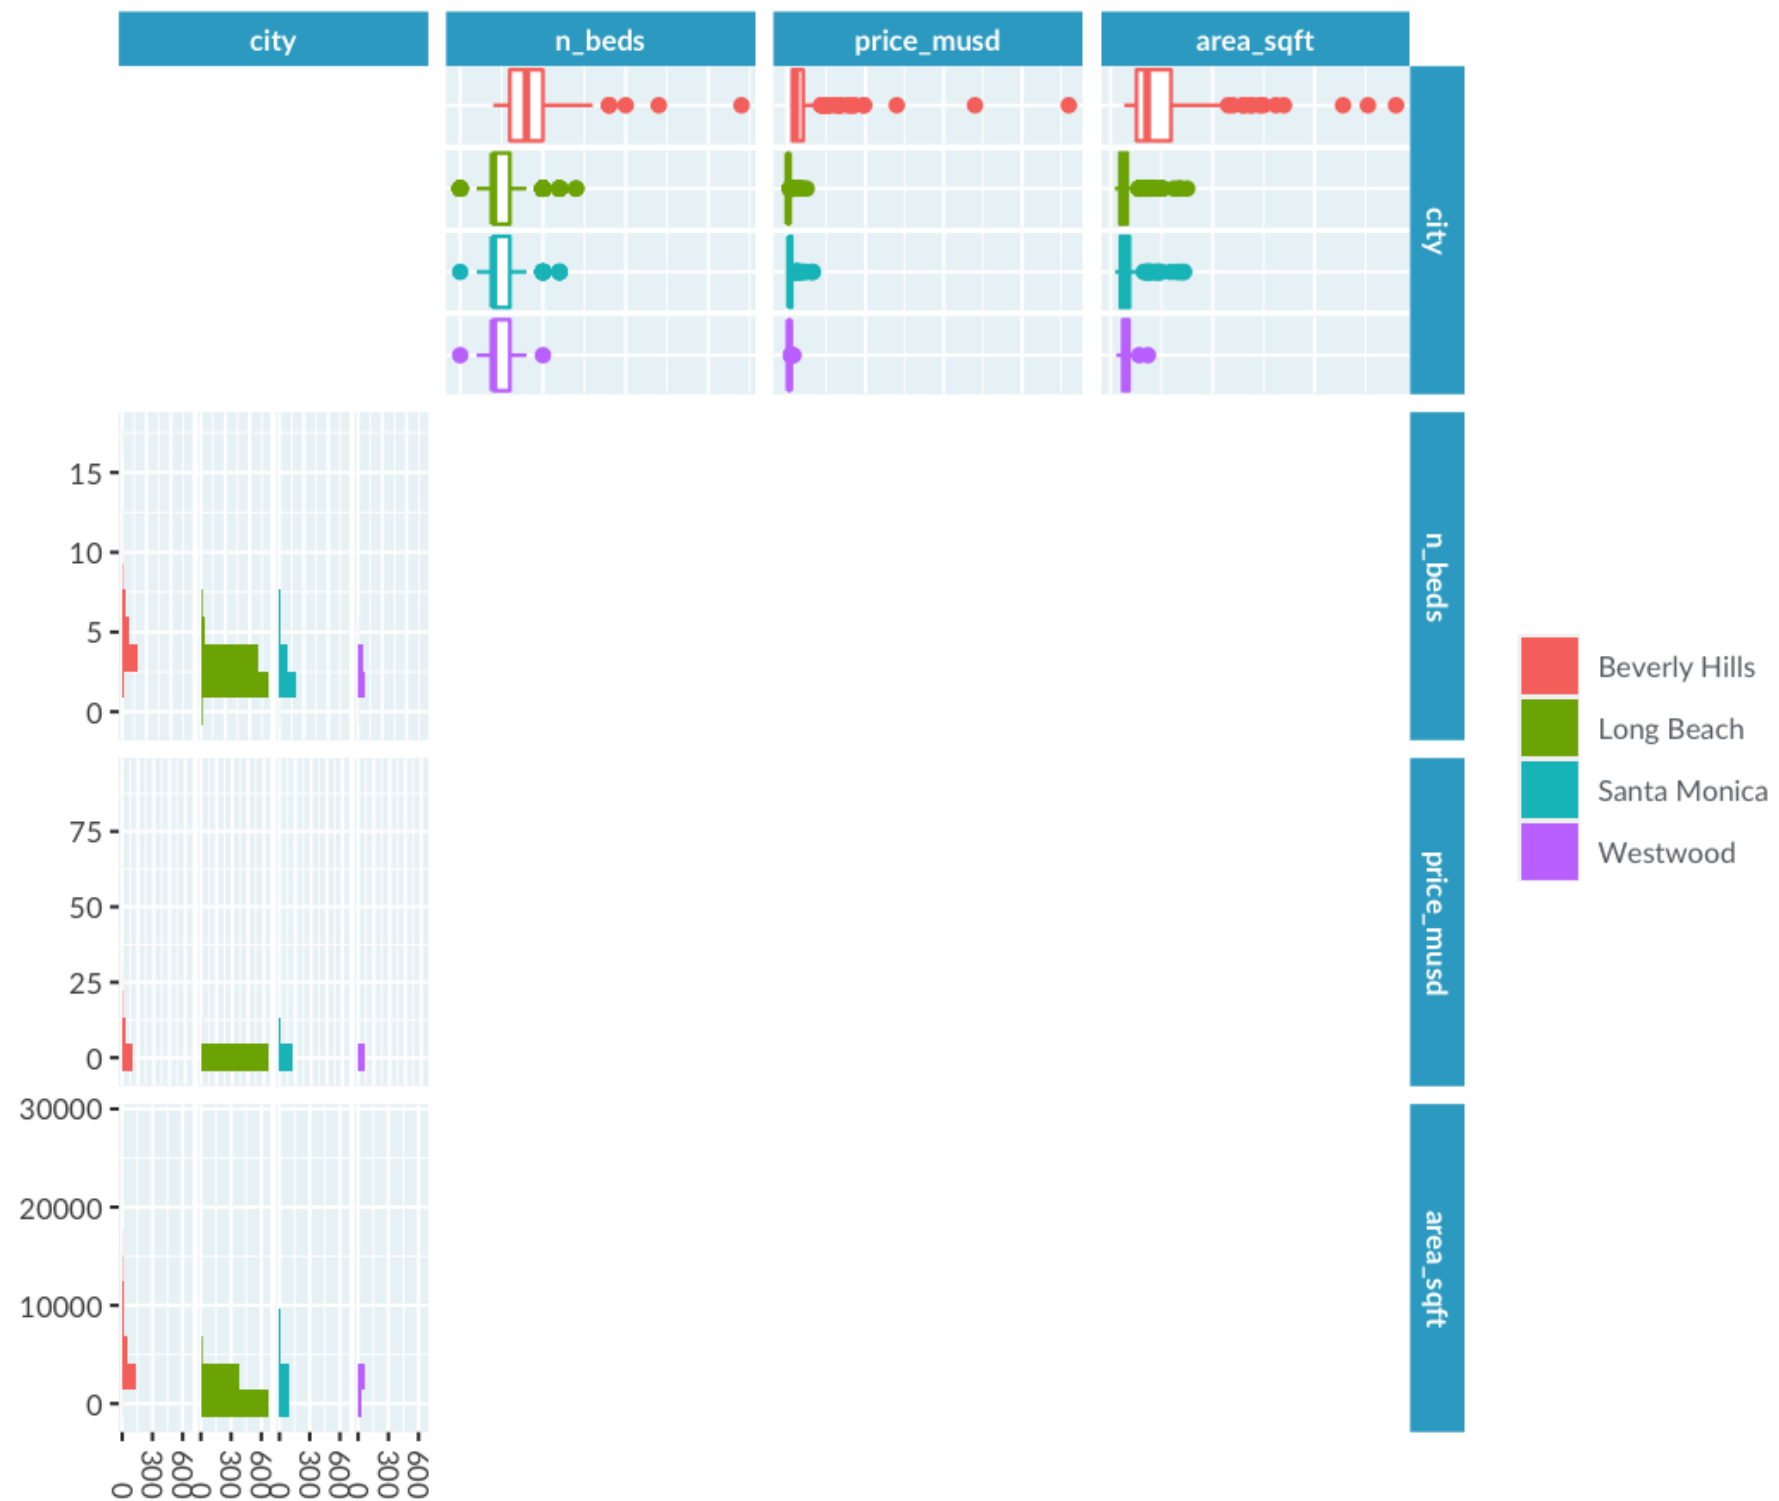 city n_beds price_musd area_sqft
city
15
10
5
0
n_beds
75
50
25
0
price_musd
30000
20000
10000
0
area_sqft
0 300 600 0 300 600 0 300 600 0 300 600
Beverly Hills
Long Beach
Santa Monica
Westwood